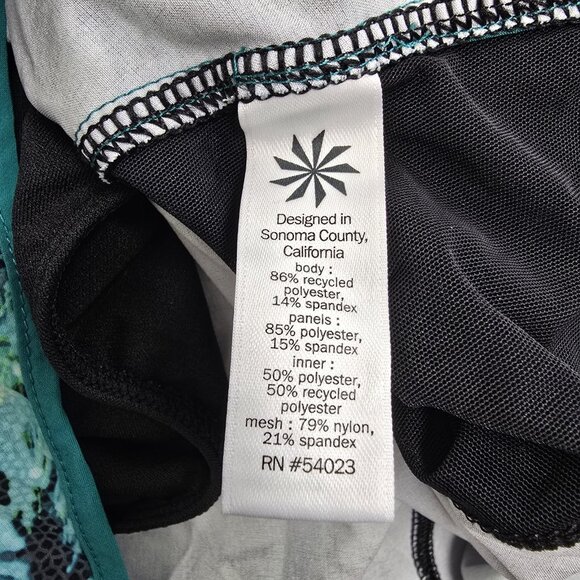 Designed in
Sonoma County,
California
body :
86% recycled
polyester,
14% spandex
panels :
85% polyester,
15% spandex
inner :
50% polyester,
50% recycled
polyester
mesh : 79% nylon,
21% spandex
RN #54023